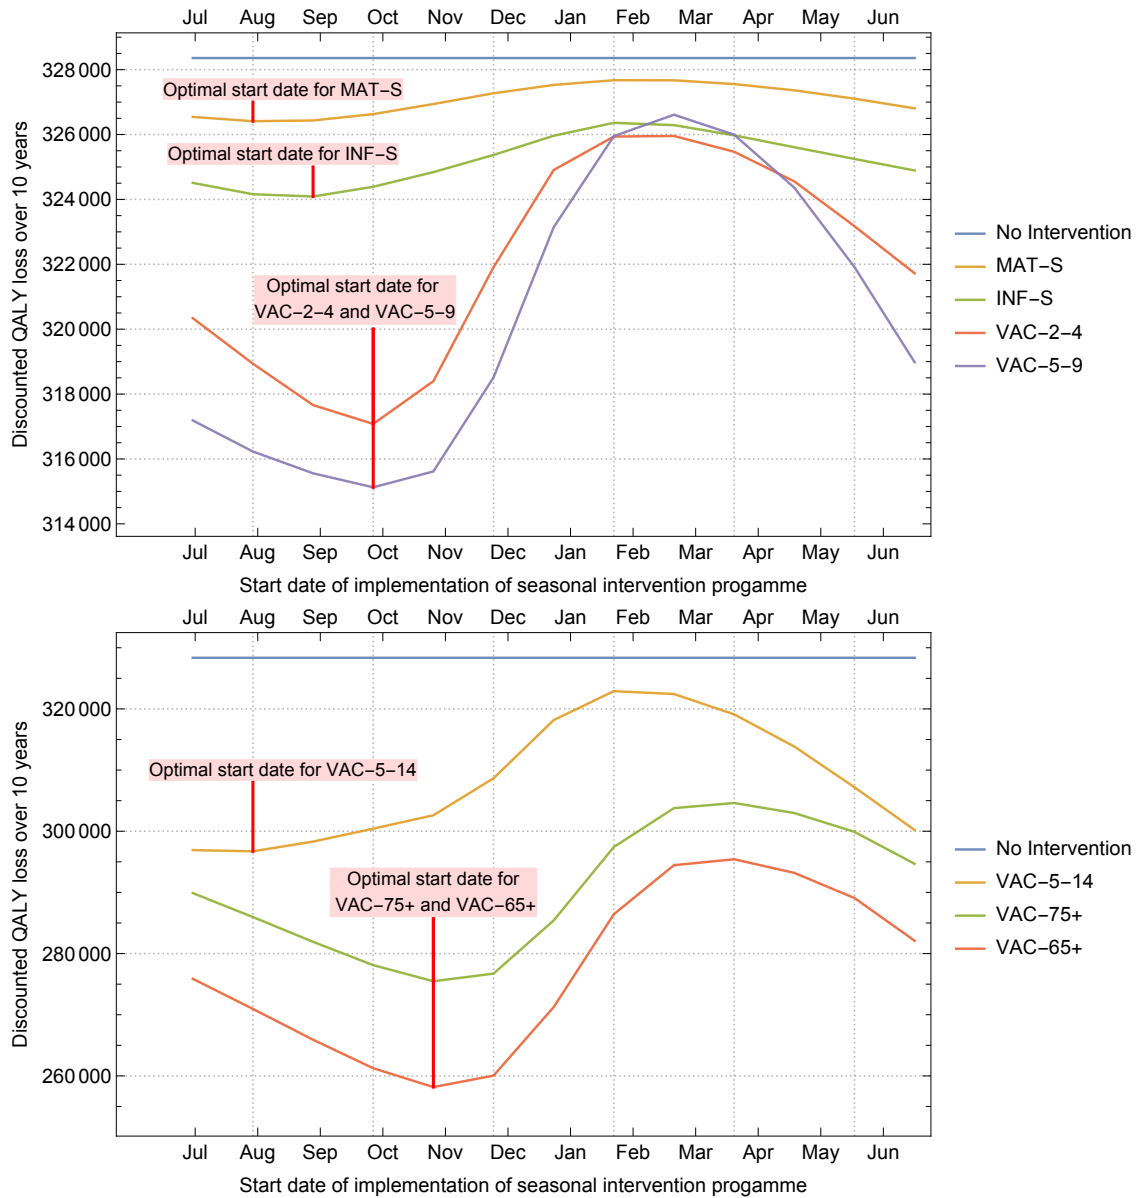 Jul Aug Sep Oct Nov Dec Jan Feb Mar Apr May Jun
328 000
326 000
324 000
322 000
320 000
318 000
316 000
314 000
Discounted QALY loss over 10 years
Optimal start date for MAT-S
Optimal start date for INF-S
Optimal start date for
VAC-2-4 and VAC-5-9
No Intervention
MAT-S
INF-S
VAC-2-4
VAC-5-9
Jul Aug Sep Oct Nov Dec Jan Feb Mar Apr May Jun
Start date of implementation of seasonal intervention progamme
Jul Aug Sep Oct Nov Dec Jan Feb Mar Apr May Jun
320 000
300 000
280 000
260 000
Discounted QALY loss over 10 years
Optimal start date for VAC-5-14
Optimal start date for
VAC-75+ and VAC-65+
No Intervention
VAC-5-14
VAC-75+
VAC-65+
Jul Aug Sep Oct Nov Dec Jan Feb Mar Apr May Jun
Start date of implementation of seasonal intervention progamme